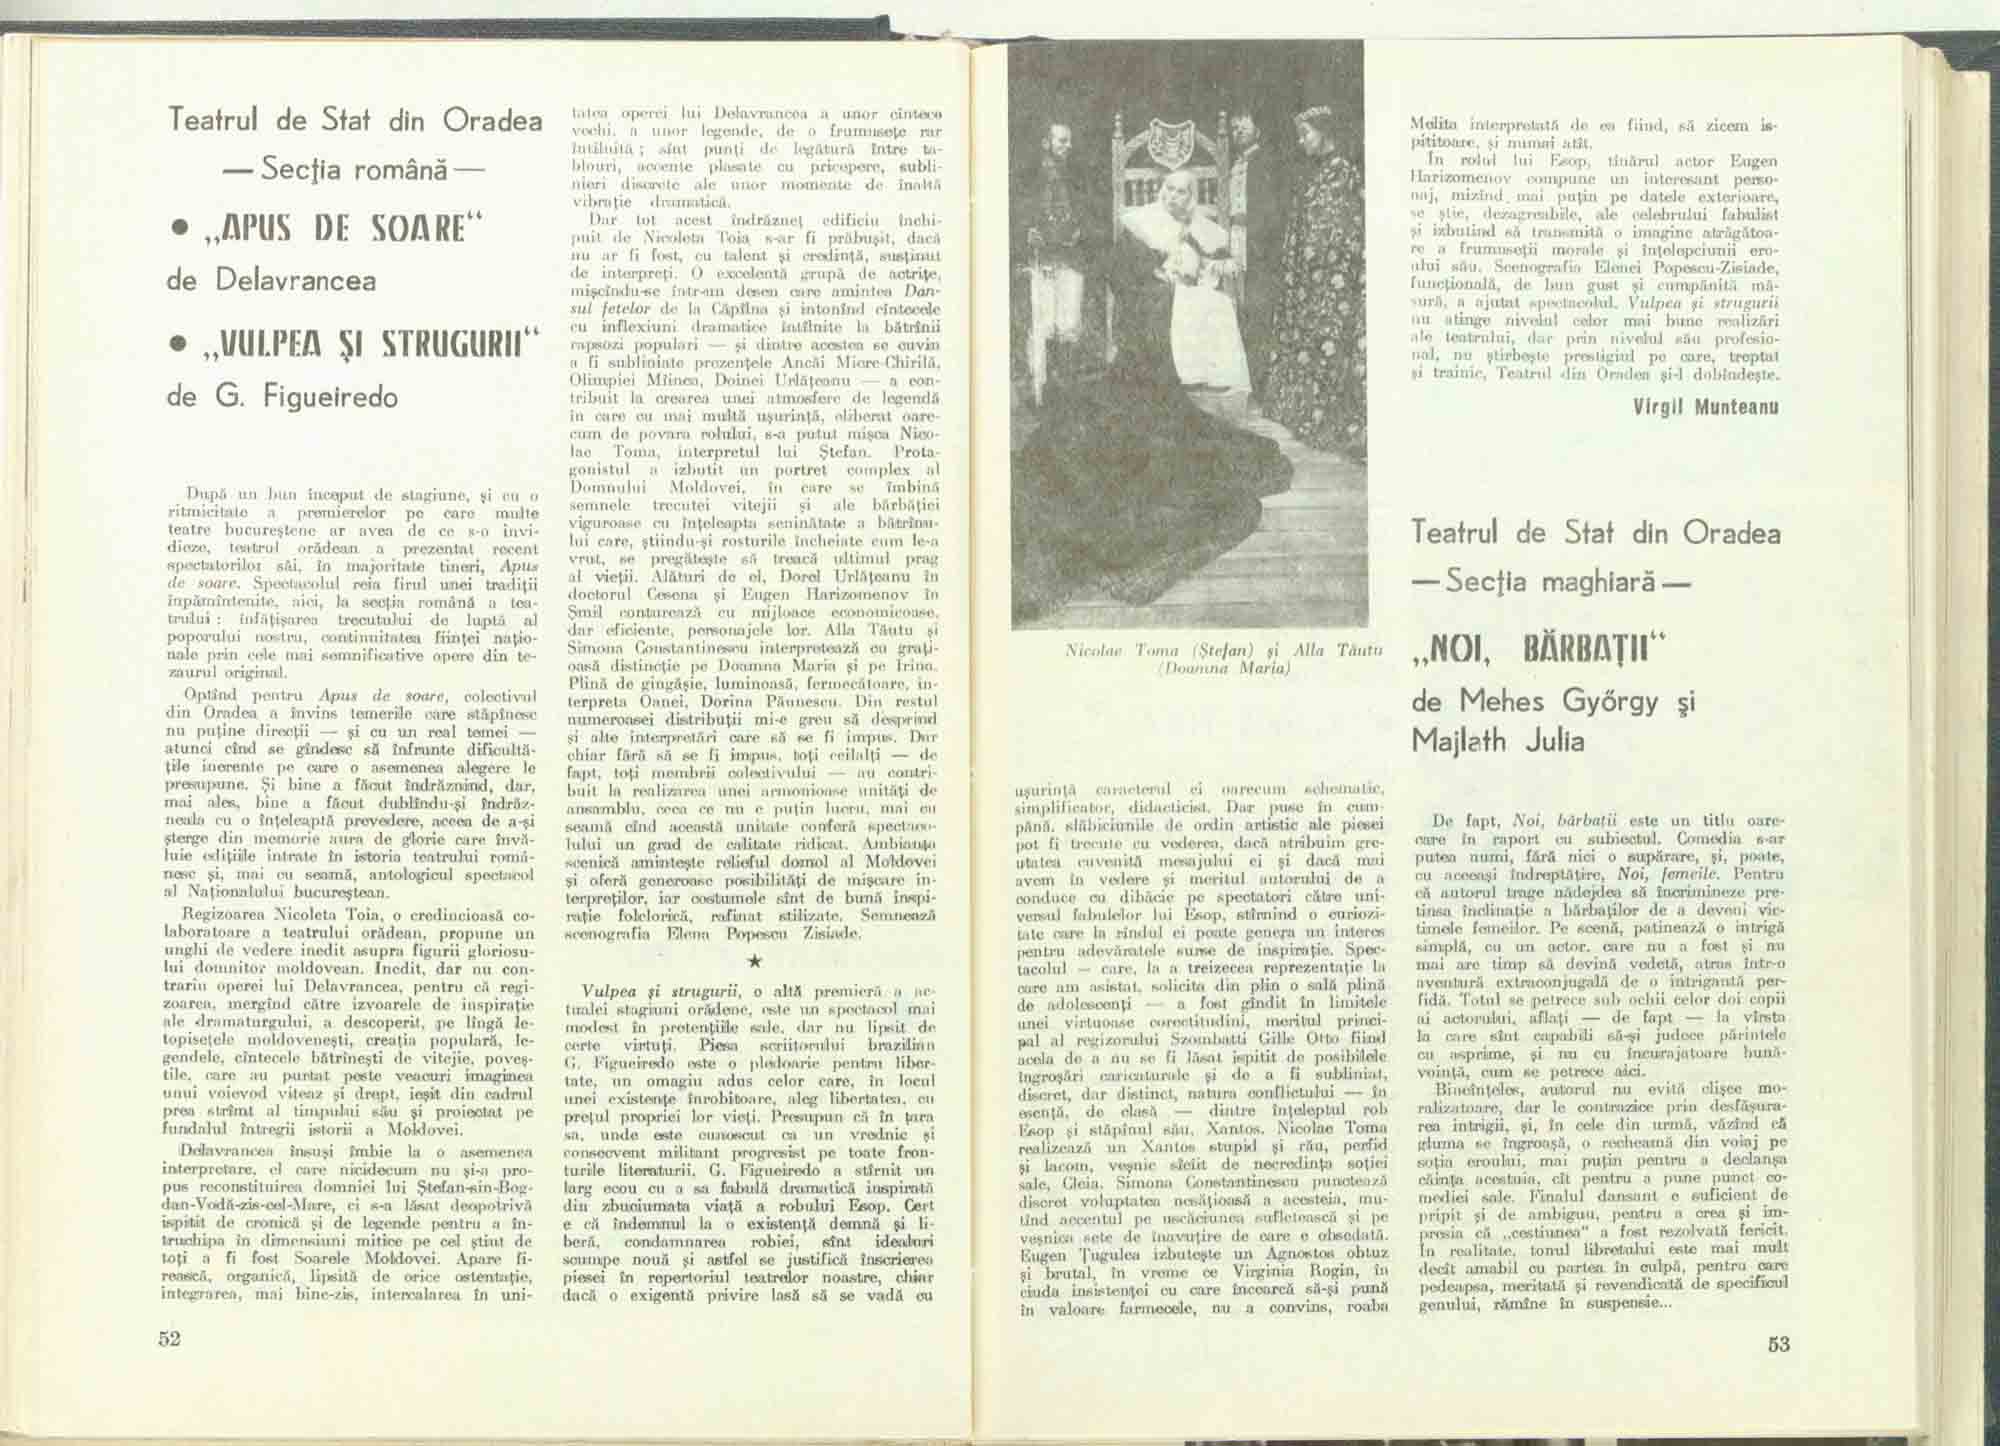 Teatrul de Stat din Oradea
— Secția română —
• „APUS DE SOARE"
de Delavrancea
• „VULPEA ȘI STRUGURII"
de G. Figueiredo
După un bun început de stagiune, și cu o
ritmicitate a premierelor pe care multe
teatre bucureștene ar avea de ce s-o invi-
dieze, teatrul orădean a prezentat recent
spectatorilor săi, în majoritate tineri, Apus
de soare. Spectacolul reia firul unei tradiții
înpămîntenite, aici, la secția română a tea-
trului : înfățișarea trecutului de luptă al
poporului nostru, continuitatea ființei națio-
nale prin cele mai semnificative opere din te-
zaurul original.
Optînd pentru Apus de soare, colectivul
din Oradea a învins temerile care stăpînesc
nu puține direcții — și cu un real temei —
atunci cînd se gîndesc să înfrunte dificultă-
țile inerente pe care o asemenea alegere le
presupune. Și bine a făcut îndrăznind, dar,
mai ales, bine a făcut dublîndu-și îndrăz-
neala cu o înțeleaptă prevedere, aceea de a-și
șterge din memorie aura de glorie care învă-
luie edițiile intrate în istoria teatrului româ-
nesc și, mai cu seamă, antologicul spectacol
al Naționalului bucureștean.
Regizoarea Nicoleta Toia, o credincioasă co-
laboratoare a teatrului orădean, propune un
unghi de vedere inedit asupra figurii gloriosu-
lui domnitor moldovean. Inedit, dar nu con-
trariu operei lui Delavrancea, pentru că regi-
zoarea, mergînd către izvoarele de inspirație
ale dramaturgului, a descoperit, pe lîngă le-
topisețele moldovenești, creația populară, le-
gendele, cîntecele bătrînești de vitejie, poveș-
tile, care au purtat peste veacuri imaginea
unui voievod viteaz și drept, ieșit din cadrul
prea strîmt al timpului său și proiectat pe
fundalul întregii istorii a Moldovei.
Delavrancea însuși îmbie la o asemenea
interpretare, el care nicidecum nu și-a pro-
pus reconstituirea domniei lui Ștefan-sin-Bog-
dan-Vodă-zis-cel-Mare, ci s-a lăsat deopotrivă
ispitit de cronică și de legende pentru a în-
truchipa în dimensiuni mitice pe cel știut de
toți a fi fost Soarele Moldovei. Apare fi-
rească, organică, lipsită de orice ostentație,
integrarea, mai bine-zis, intercalarea în uni-
52
tatea operei lui Delavrancea a unor cîntece
vechi, a unor legende, de o frumusețe rar
întîlnită ; sînt punți de legătură între ta-
blouri, accente plasate cu pricepere, subli-
nieri discrete ale unor momente de înaltă
vibrație dramatică.
Dar tot acest îndrăzneț edificiu închi-
puit de Nicoleta Toia s-ar fi prăbușit, dacă
nu ar fi fost, cu talent și credință, susținut
de interpreți. O excelentă grupă de actrițe,
mișcîndu-se într-un desen care amintea Dan-
sul fetelor de la Căpîlna și intonînd cîntecele
cu inflexiuni dramatice întîlnite la bătrînii
rapsozi populari — și dintre acestea se cuvin
a fi subliniate prezențele Ancăi Miere-Chirilă,
Olimpiei Mîinea, Doinei Urlățeanu — a con-
tribuit la crearea unei atmosfere de legendă
în care cu mai multă ușurință, eliberat oare-
cum de povara rolului, s-a putut mișca Nico-
lae Toma, interpretul lui Ștefan. Prota-
gonistul a izbutit un portret complex al
Domnului Moldovei, în care se îmbină
semnele trecutei vitejii și ale bărbăției
viguroase cu înțeleapta seninătate a bătrînu-
lui care, știindu-și rosturile încheiate cum le-a
vrut, se pregătește să treacă ultimul prag
al vieții. Alături de el, Dorel Urlățeanu în
doctorul Cesena și Eugen Harizomenov în
Smil conturează cu mijloace economicoase,
dar eficiente, personajele lor. Alla Tăutu și
Simona Constantinescu interpretează cu grați-
oasă distincție pe Doamna Maria și pe Irina.
Plină de gingășie, luminoasă, fermecătoare, in-
terpreta Oanei, Dorina Păunescu. Din restul
numeroasei distribuții mi-e greu să desprind
și alte interpretări care să se fi impus. Dar
chiar fără să se fi impus, toți ceilalți — de
fapt, toți membrii colectivului — au contri-
buit la realizarea unei armonioase unități de
ansamblu, ceea ce nu e puțin lucru, mai cu
seamă cînd această unitate conferă spectaco-
lului un grad de calitate ridicat. Ambianța
scenică amintește relieful domol al Moldovei
și oferă generoase posibilități de mișcare in-
terpreților, iar costumele sînt de bună inspi-
rație folclorică, rafinat stilizate. Semnează
scenografia Elena Popescu Zisiade.
★
Vulpea și strugurii, o altă premieră a ac-
tualei stagiuni orădene, este un spectacol mai
modest în pretențiile sale, dar nu lipsit de
certe virtuți. Piesa scriitorului brazilian
G. Figueiredo este o pledoarie pentru liber-
tate, un omagiu adus celor care, în locul
unei existențe înrobitoare, aleg libertatea, cu
prețul propriei lor vieți. Presupun că în țara
sa, unde este cunoscut ca un vrednic și
consecvent militant progresist pe toate fron-
turile literaturii, G. Figueiredo a stîrnit un
larg ecou cu a sa fabulă dramatică inspirată
din zbuciumata viață a robului Esop. Cert
e că îndemnul la o existență demnă și li-
beră, condamnarea robiei, sînt idealuri
scumpe nouă și astfel se justifică înscrierea
piesei în repertoriul teatrelor noastre, chiar
dacă o exigentă privire lasă să se vadă cu
Nicolae Toma (Ștefan) și Alla Tăutu
(Doamna Maria)
ușurință caracterul ei oarecum schematic,
simplificator, didacticist. Dar puse în cum-
pănă, slăbiciunile de ordin artistic ale piesei
pot fi trecute cu vederea, dacă atribuim gre-
utatea cuvenită mesajului ei și dacă mai
avem în vedere și meritul autorului de a
conduce cu dibăcie pe spectatori către uni-
versul fabulelor lui Esop, stîrnind o curiozi-
tate care la rîndul ei poate genera un interes
pentru adevăratele surse de inspirație. Spec-
tacolul — care, la a treizecea reprezentație la
care am asistat, solicita din plin o sală plină
de adolescenți — a fost gîndit în limitele
unei virtuoase corectitudini, meritul princi-
pal al regizorului Szombatti Gille Otto fiind
acela de a nu se fi lăsat ispitit de posibilele
îngroșări caricaturale și de a fi subliniat,
discret, dar distinct, natura conflictului — în
esență, de clasă — dintre înțeleptul rob
Esop și stăpînul său, Xantos. Nicolae Toma
realizează un Xantos stupid și rău, perfid
și lacom, veșnic sîcîit de necredința soției
sale, Cleia. Simona Constantinescu punctează
discret voluptatea nesățioasă a acesteia, mu-
tînd accentul pe uscăciunea sufletească și pe
veșnica sete de înavuțire de care e obsedată.
Eugen Țugulea izbutește un Agnostos obtuz
și brutal, în vreme ce Virginia Rogin, în
ciuda insistenței cu care încearcă să-și pună
în valoare farmecele, nu a convins, roaba
Melita interpretată de ea fiind, să zicem is-
pititoare, și numai atît.
În rolul lui Esop, tînărul actor Eugen
Harizomenov compune un interesant perso-
naj, mizînd mai puțin pe datele exterioare,
se știe, dezagreabile, ale celebrului fabulist
și izbutind să transmită o imagine atrăgătoa-
re a frumuseții morale și înțelepciunii ero-
ului său. Scenografia Elenei Popescu-Zisiade,
funcțională, de bun gust și cumpănită mă-
sură, a ajutat spectacolul. Vulpea și strugurii
nu atinge nivelul celor mai bune realizări
ale teatrului, dar prin nivelul său profesio-
nal, nu știrbește prestigiul pe care, treptat
și trainic, Teatrul din Oradea și-l dobîndește.
Virgil Munteanu
Teatrul de Stat din Oradea
— Secția maghiară —
„NOI, BĂRBAȚII"
de Mehes György și
Majlath Julia
De fapt, Noi, bărbații este un titlu oare-
care în raport cu subiectul. Comedia s-ar
putea numi, fără nici o supărare, și, poate,
cu aceeași îndreptățire, Noi, femeile. Pentru
că autorul trage nădejdea să incrimineze pre-
tinsa înclinație a bărbaților de a deveni vic-
timele femeilor. Pe scenă, patinează o intrigă
simplă, cu un actor, care nu a fost și nu
mai are timp să devină vedetă, atras într-o
aventură extraconjugală de o intrigantă per-
fidă. Totul se petrece sub ochii celor doi copii
ai actorului, aflați — de fapt — la vîrsta
la care sînt capabili să-și judece părintele
cu asprime, și nu cu încurajatoare bună-
voință, cum se petrece aici.
Bineînțeles, autorul nu evită clișee mo-
ralizatoare, dar le contrazice prin desfășura-
rea intrigii, și, în cele din urmă, văzînd că
gluma se îngroașă, o recheamă din voiaj pe
soția eroului, mai puțin pentru a declanșa
căința acestuia, cît pentru a pune punct co-
mediei sale. Finalul dansant e suficient de
pripit și de ambiguu, pentru a crea și im-
presia că „cestiunea" a fost rezolvată fericit.
În realitate, tonul libretului este mai mult
decît amabil cu partea în culpă, pentru care
pedeapsa, meritată și revendicată de specificul
genului, rămîne în suspensie...
53